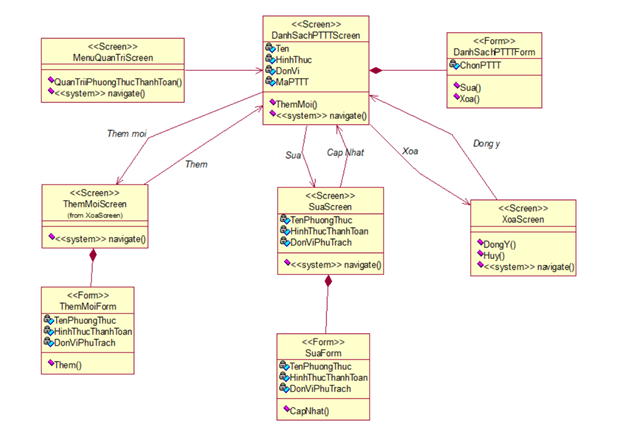 <<Screen>>
MenuQuanTriScreen
QuanTriiPhuongThucThanhToan()
<<system>> navigate()
<<Screen>>
DanhSachPTTTScreen
Ten
HinhThuc
DonVi
MaPTTT
ThemMoi()
<<system>> navigate()
<<Form>>
DanhSachPTTTForm
ChonPTTT
Sua()
Xoa()
Them moi
Them
Sua
Cap Nhat
Xoa
Dong y
<<Screen>>
ThemMoiScreen
(from XoaScreen)
<<system>> navigate()
<<Screen>>
SuaScreen
TenPhuongThuc
HinhThucThanhToan
DonViPhuTrach
<<system>> navigate()
<<Screen>>
XoaScreen
DongY()
Huy()
<<system>> navigate()
<<Form>>
ThemMoiForm
TenPhuongThuc
HinhThucThanhToan
DonViPhuTrach
Them()
<<Form>>
SuaForm
TenPhuongThuc
HinhThucThanhToan
DonViPhuTrach
CapNhat()